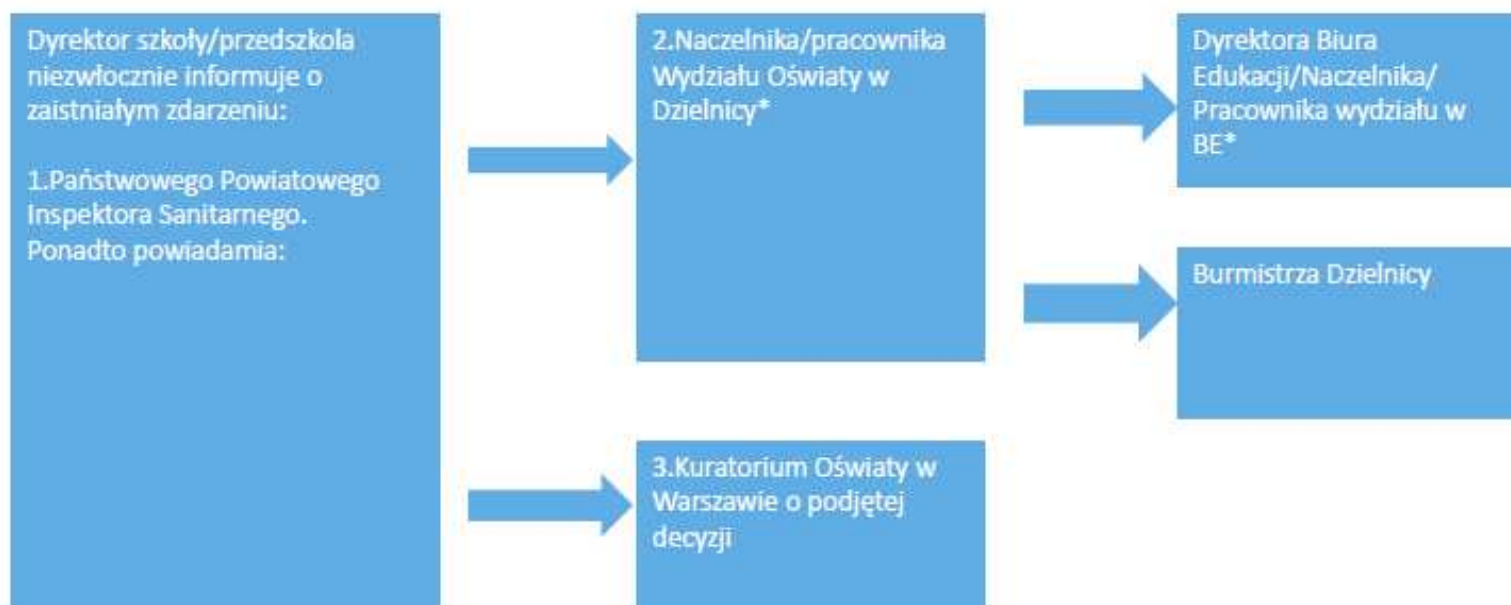 Dyrektor szkoły/przedszkola
niezwłocznie informuje o
zaistniałym zdarzeniu:
1.Państwowego Powiatowego
Inspektora Sanitarnego.
Ponadto powiadamia:
2.Naczelnika/pracownika
Wydziału Oświaty w
Dzielnicy*
Dyrektora Biura
Edukacji/Naczelnika/
Pracownika wydziału w
BE*
Burmistrza Dzielnicy
3.Kuratorium Oświaty w
Warszawie o podjętej
decyzji